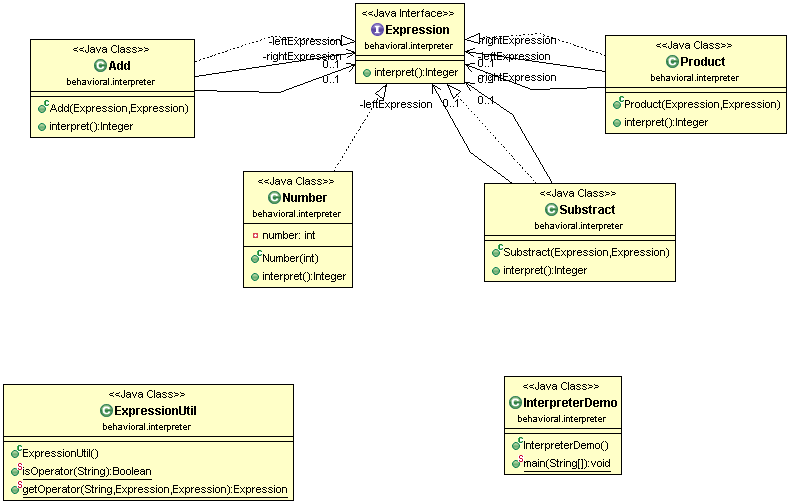 <<Java Interface>>
Expression
behavioral.interpreter
interpret():Integer
<<Java Class>>
Add
behavioral.interpreter
Add(Expression,Expression)
interpret():Integer
-leftExpression
-rightExpression
0..1
0..1
-rightExpression
-leftExpression
0..1
-rightExpression
0..1
<<Java Class>>
Product
behavioral.interpreter
Product(Expression,Expression)
interpret():Integer
-leftExpression
0..1
<<Java Class>>
Number
behavioral.interpreter
number: int
Number(int)
interpret():Integer
<<Java Class>>
Substract
behavioral.interpreter
Substract(Expression,Expression)
interpret():Integer
<<Java Class>>
ExpressionUtil
behavioral.interpreter
ExpressionUtil()
isOperator(String):Boolean
getOperator(String,Expression,Expression):Expression
<<Java Class>>
InterpreterDemo
behavioral.interpreter
InterpreterDemo()
main(String[]):void